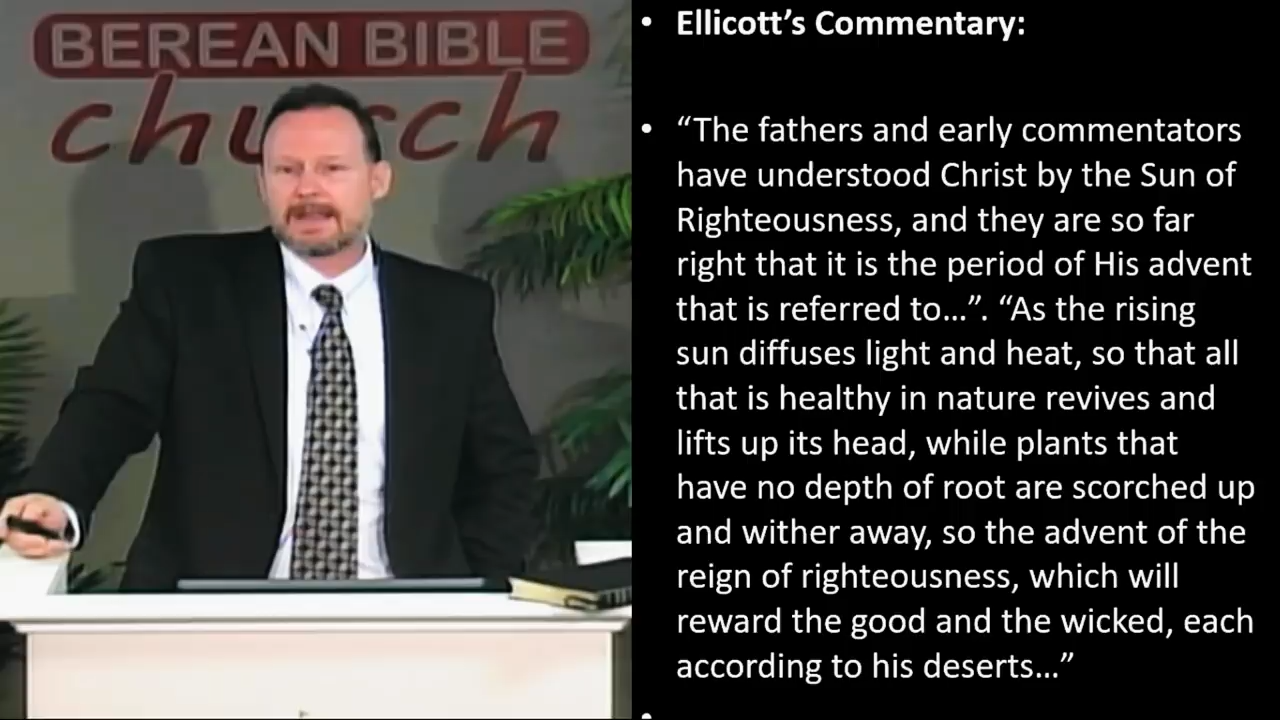 BEREAN BIBLE
church
• Ellicott’s Commentary:
• “The fathers and early commentators
have understood Christ by the Sun of
Righteousness, and they are so far
right that it is the period of His advent
that is referred to…”. “As the rising
sun diffuses light and heat, so that all
that is healthy in nature revives and
lifts up its head, while plants that
have no depth of root are scorched up
and wither away, so the advent of the
reign of righteousness, which will
reward the good and the wicked, each
according to his deserts…”